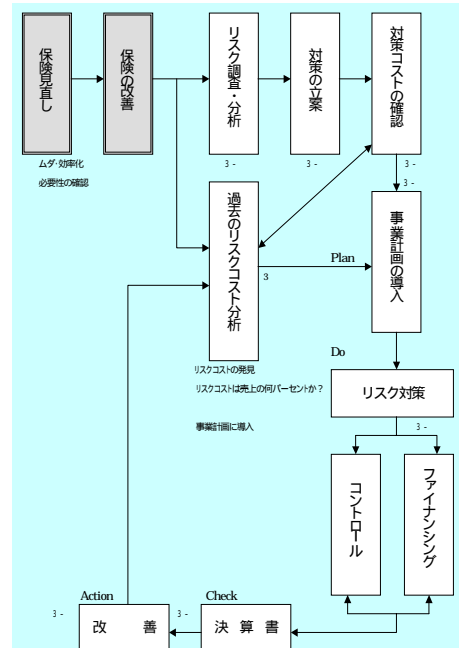 保険見直し
保険の改善
リスク調査・分析
対策の立案
対策コストの確認
ムダ・効率化
必要性の確認
3 -
3 -
3 -
3 -
過去のリスクコスト分析
事業計画の導入
Plan
3
Do
リスクコストの発見
リスクコストは売上の何パーセントか？
事業計画に導入
リスク対策
3 -
コントロール
ファイナンシング
Action
Check
3 -
改　善
3 -
決 算 書